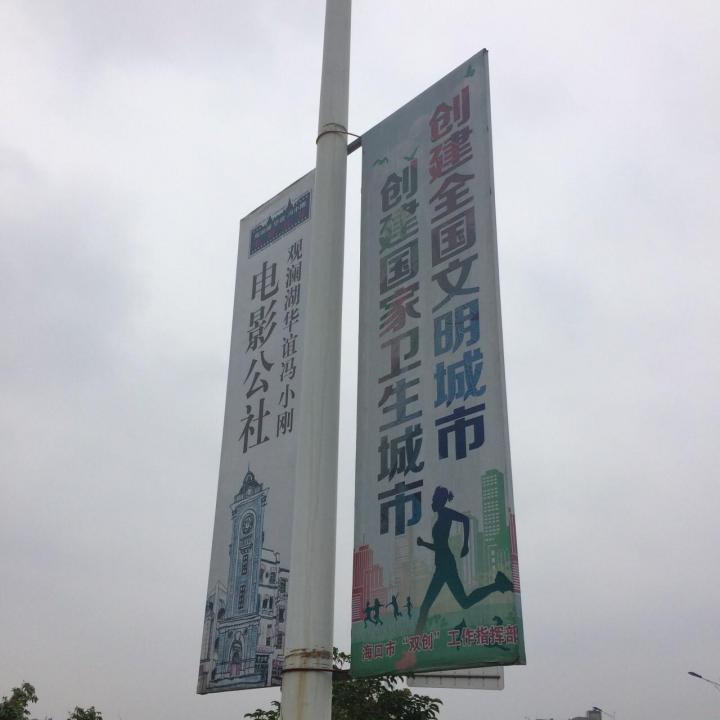 观澜湖华谊冯小刚
电影公社
创建全国文明城市
创建国家卫生城市
海口市“双创”工作指挥部